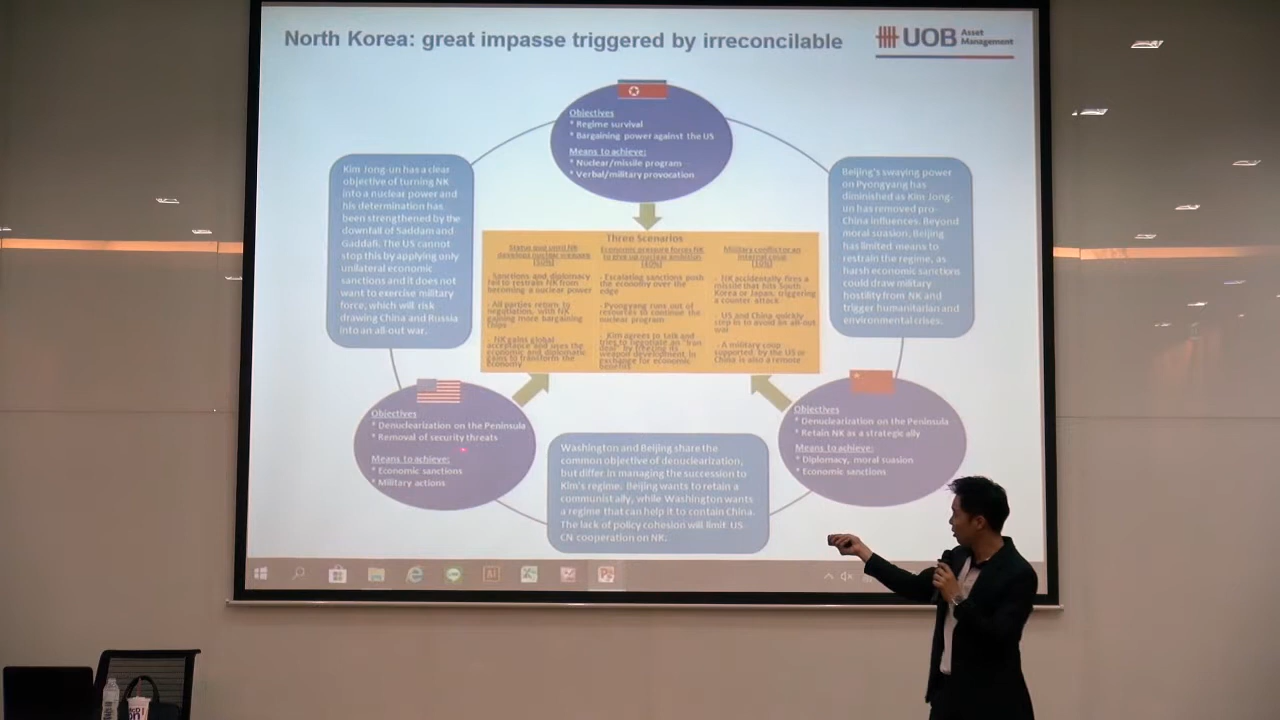 North Korea: great impasse triggered by irreconcilable
UOB Asset
Management
Objectives
* Regime survival
* Bargaining power against the US
Means to achieve:
* Nuclear/missile program
* Verbal/military provocation
Kim Jong-un has a clear
objective of turning NK
into a nuclear power and
his determination has
been strengthened by the
downfall of Saddam and
Gaddafi. The US cannot
stop this by applying only
unilateral economic
sanctions and it does not
want to exercise military
force, which will risk
drawing China and Russia
into an all-out war.
Beijing's swaying power
on Pyongyang has
diminished as Kim Jong-
un has removed pro-
China influences. Beyond
moral suasion, Beijing
has limited means to
restrain the regime, as
harsh economic sanctions
could draw military
hostility from NK and
trigger humanitarian and
environmental crises.
Three Scenarios
Status quo until NK
develops nuclear weapons
- Sanctions and diplomacy
fail to restrain NK from
becoming a nuclear power
- All parties return to
negotiation, with NK
gaining more bargaining
chips
- NK gains global
acceptance and uses the
economic and diplomatic
gains to transform the
economy
Economic pressure forces NK
to give up nuclear ambition
- Escalating sanctions push
the economy over the
edge
- Pyongyang runs out of
resources to continue the
nuclear program
- Kim agrees to talk and
tries to negotiate an "Iran
deal" by freezing its
weapon development in
exchange for economic
benefits
Military conflict or an
internal coup
- NK accidentally fires a
missile that hits South
Korea or Japan, triggering
a counter attack
- US and China quickly
step in to avoid an all-out
war
- A military coup
supported by the US or
China is also a remote
Objectives
* Denuclearization on the Peninsula
* Removal of security threats
Means to achieve:
* Economic sanctions
* Military actions
Objectives
* Denuclearization on the Peninsula
* Retain NK as a strategic ally
Means to achieve:
* Diplomacy, moral suasion
* Economic sanctions
Washington and Beijing share the
common objective of denuclearization,
but differ in managing the succession to
Kim's regime. Beijing wants to retain a
communist ally, while Washington wants
a regime that can help it to contain China.
The lack of policy cohesion will limit US
CN cooperation on NK.